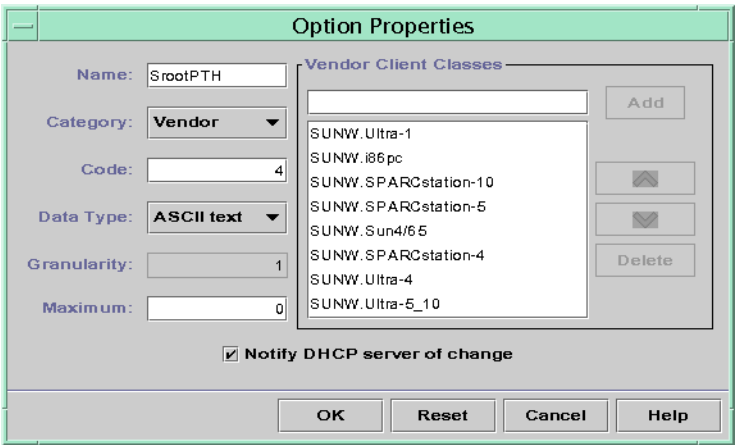 Option Properties
Name: SrootPTH
Category: Vendor
Code: 4
Data Type: ASCII text
Granularity: 1
Maximum: 0
Vendor Client Classes
Add
SUNW.Ultra-1
SUNW.i86pc
SUNW.SPARCstation-10
SUNW.SPARCstation-5
SUNW.Sun4/65
SUNW.SPARCstation-4
SUNW.Ultra-4
SUNW.Ultra-5_10
Delete
Notify DHCP server of change
OK Reset Cancel Help